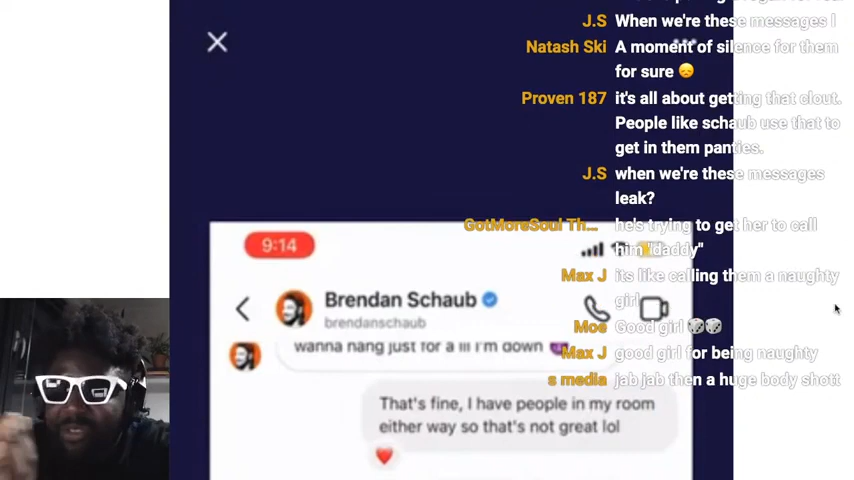 J.S When we're these messages I
Natash Ski A moment of silence for them
for sure 😞
Proven 187 it's all about getting that clout.
People like schaub use that to
get in them panties.
J.S when we're these messages
leak?
GotMoreSoul Th... he's trying to get her to call
him "daddy"
Max J its like calling them a naughty
girl
Moe Good girl 🎲🎲
Max J good girl for being naughty
s media jab jab then a huge body shott
9:14
Brendan Schaub
brendanschaub
wanna hang just for a lil I'm down 😈
That's fine, I have people in my room
either way so that's not great lol
❤️